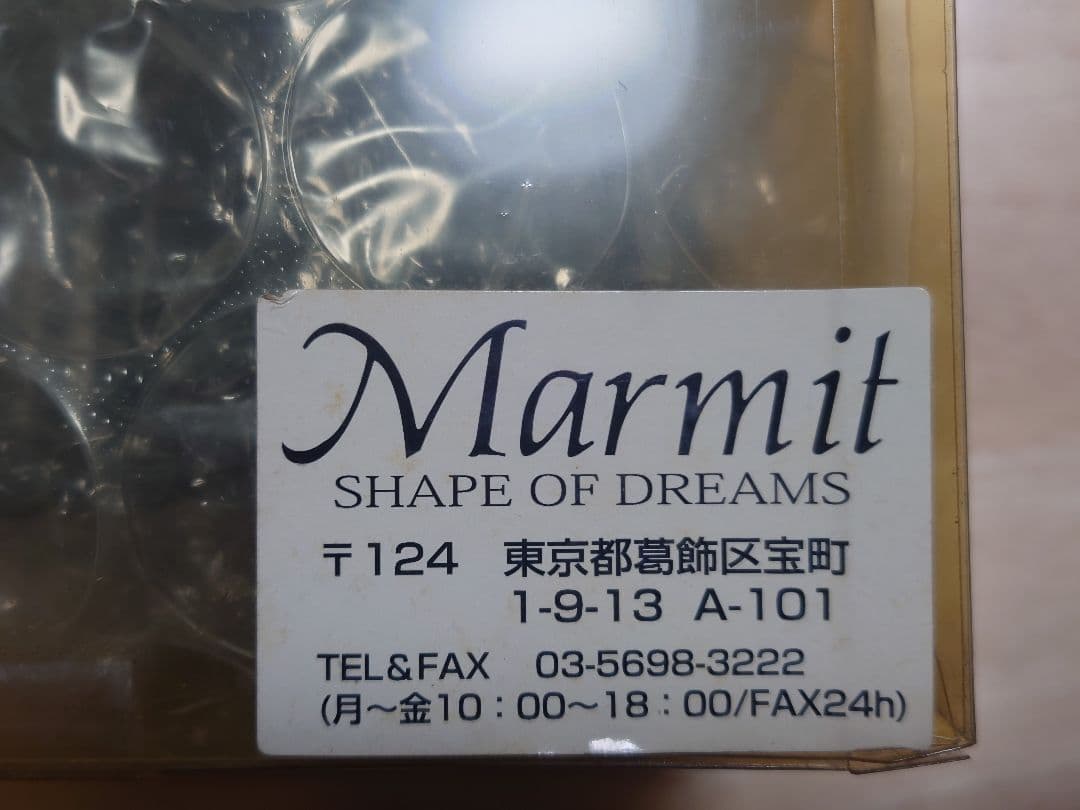 Marmit
SHAPE OF DREAMS
〒124 東京都葛飾区宝町
1-9-13 A-101
TEL&FAX 03-5698-3222
(月～金10：00～18：00/FAX24h)